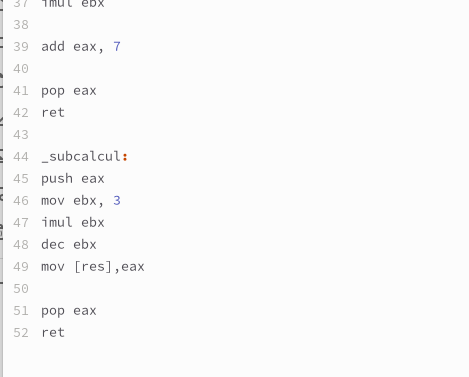 37 imul ebx
38
39 add eax, 7
40
41 pop eax
42 ret
43
44 _subcalcul:
45 push eax
46 mov ebx, 3
47 imul ebx
48 dec ebx
49 mov [res],eax
50
51 pop eax
52 ret